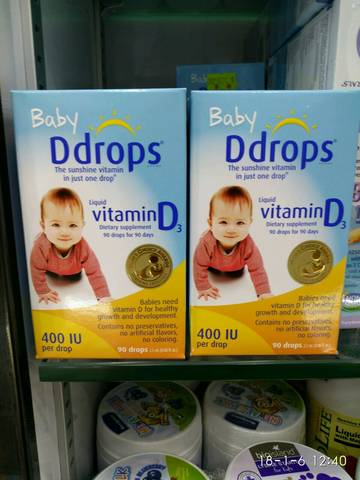 Baby
Ddrops®
The sunshine vitamin
in just one drop®
Liquid
vitamin D3
Dietary supplement
90 drops for 90 days
Babies need
vitamin D for healthy
growth and development.
Contains no preservatives,
no artificial flavors,
no coloring.
400 IU
per drop
90 drops
Baby
Ddrops®
The sunshine vitamin
in just one drop®
Liquid
vitamin D3
Dietary supplement
90 drops for 90 days
Babies need
vitamin D for healthy
growth and development.
Contains no preservatives,
no artificial flavors,
no coloring.
400 IU
per drop
90 drops
bioisland
LIFE
Liquid
18-1-6 12:40